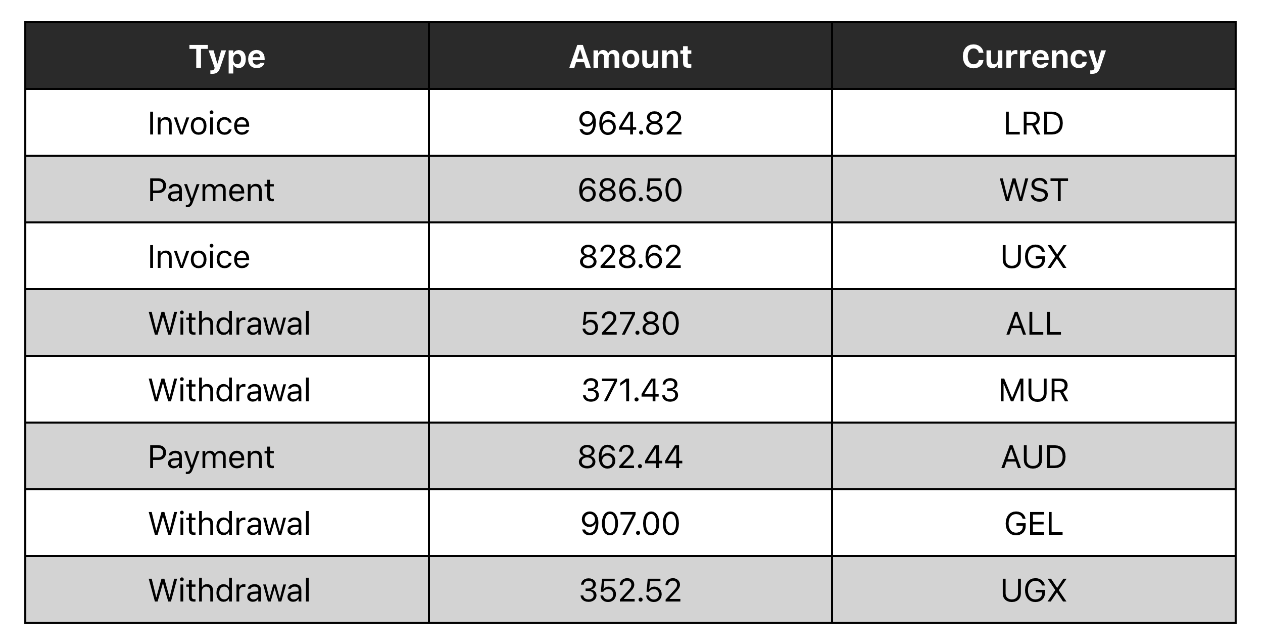 Type Amount Currency
Invoice 964.82 LRD
Payment 686.50 WST
Invoice 828.62 UGX
Withdrawal 527.80 ALL
Withdrawal 371.43 MUR
Payment 862.44 AUD
Withdrawal 907.00 GEL
Withdrawal 352.52 UGX